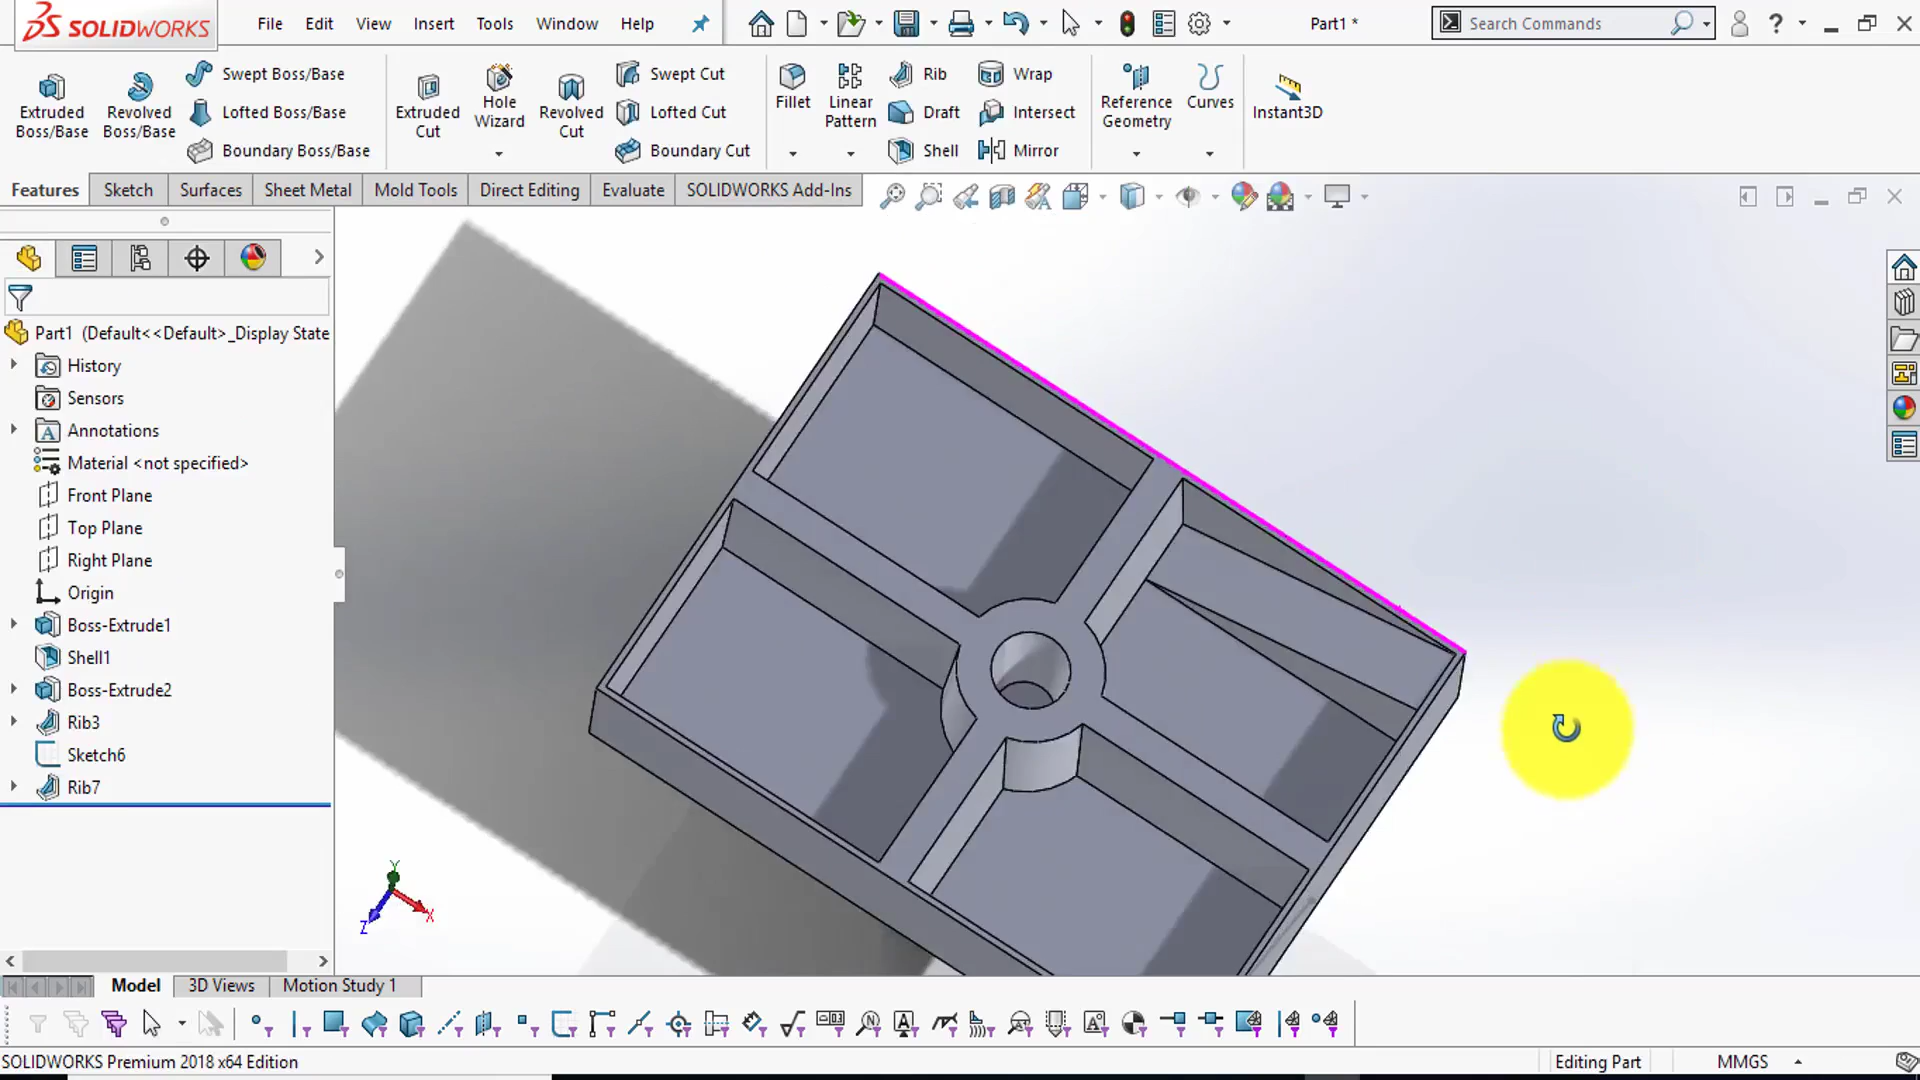 SOLIDWORKS
File Edit View Insert Tools Window Help
Part1 *
Search Commands
Extruded Boss/Base
Revolved Boss/Base
Swept Boss/Base
Lofted Boss/Base
Boundary Boss/Base
Extruded Cut
Hole Wizard
Revolved Cut
Swept Cut
Lofted Cut
Boundary Cut
Fillet
Linear Pattern
Rib
Draft
Shell
Wrap
Intersect
Mirror
Reference Geometry
Curves
Instant3D
Features Sketch Surfaces Sheet Metal Mold Tools Direct Editing Evaluate SOLIDWORKS Add-Ins
Part1 (Default<<Default>_Display State
History
Sensors
Annotations
Material <not specified>
Front Plane
Top Plane
Right Plane
Origin
Boss-Extrude1
Shell1
Boss-Extrude2
Rib3
Sketch6
Rib7
Y
X
Z
Model 3D Views Motion Study 1
SOLIDWORKS Premium 2018 x64 Edition
Editing Part
MMGS